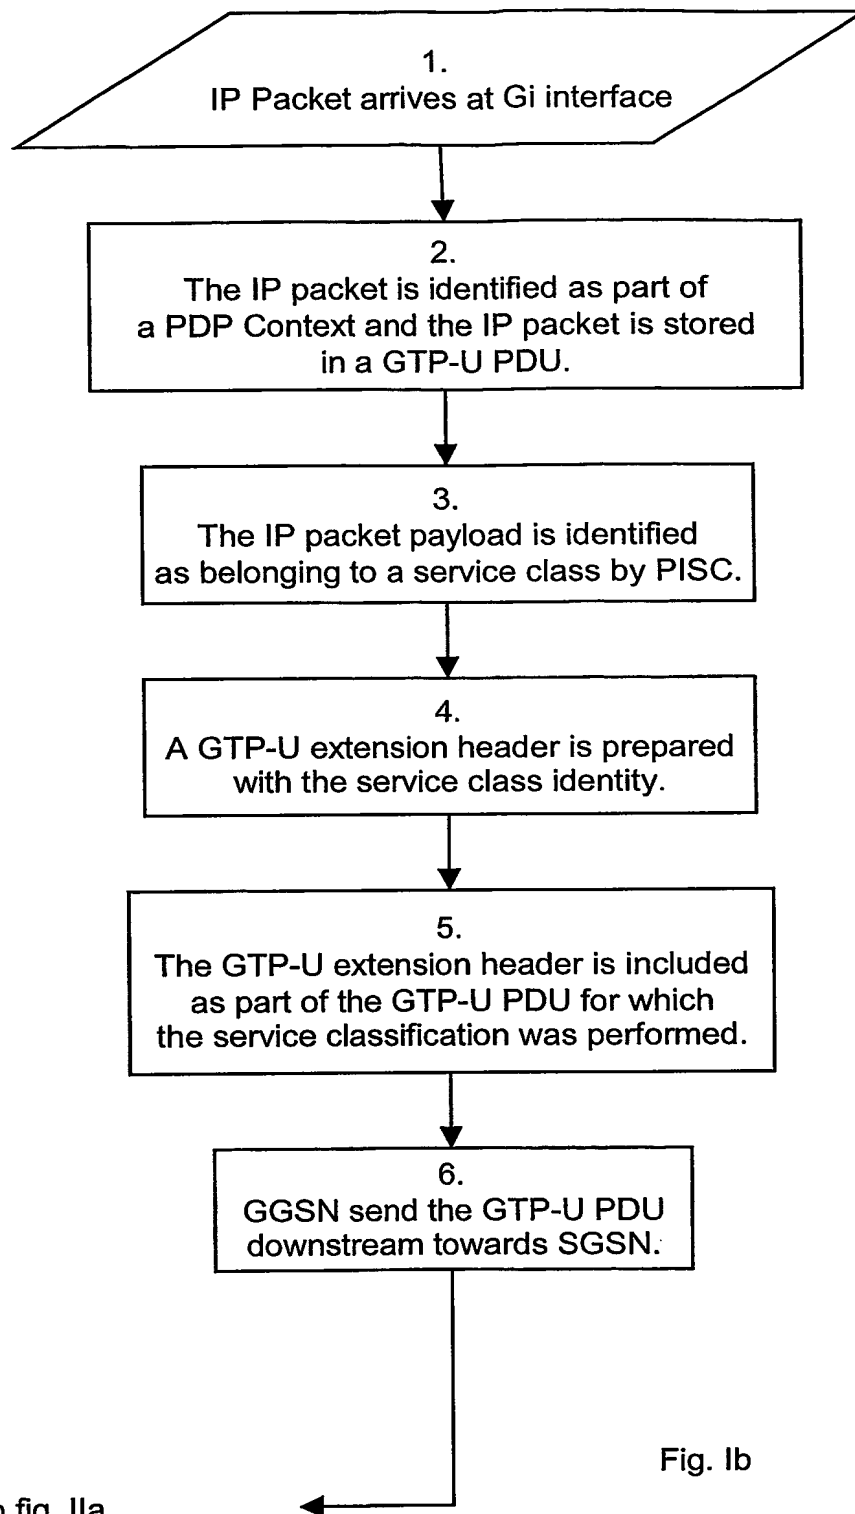 1.
IP Packet arrives at Gi interface
2.
The IP packet is identified as part of
a PDP Context and the IP packet is stored
in a GTP-U PDU.
3.
The IP packet payload is identified
as belonging to a service class by PISC.
4.
A GTP-U extension header is prepared
with the service class identity.
5.
The GTP-U extension header is included
as part of the GTP-U PDU for which
the service classification was performed.
6.
GGSN send the GTP-U PDU
downstream towards SGSN.
Fig. Ib
fig. IIa